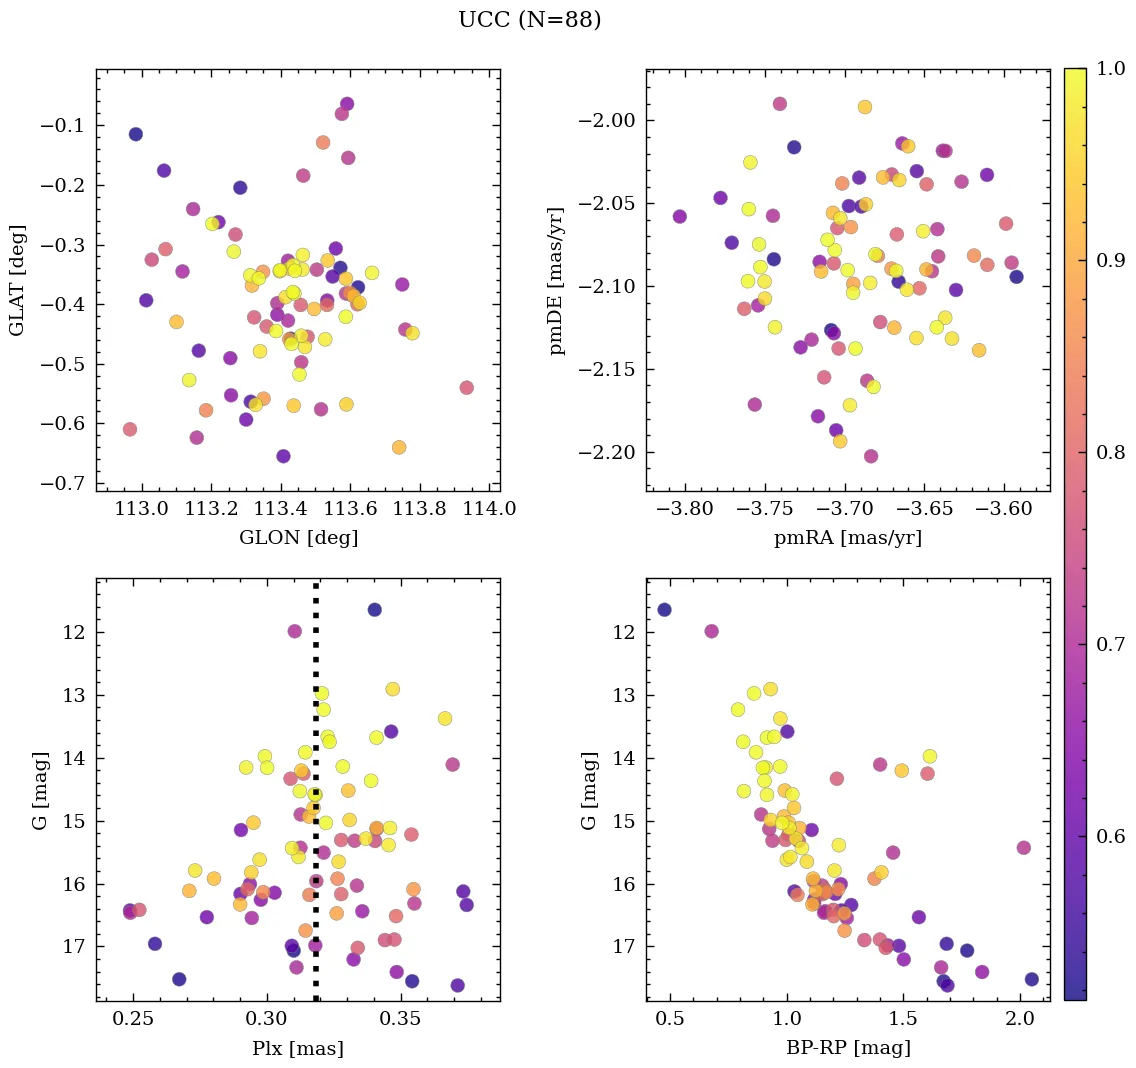 UCC (N=88)
−0.1
−0.2
−0.3
−0.4
−0.5
−0.6
−0.7
GLAT [deg]
113.0 113.2 113.4 113.6 113.8 114.0
GLON [deg]
−2.00
−2.05
−2.10
−2.15
−2.20
pmDE [mas/yr]
−3.80 −3.75 −3.70 −3.65 −3.60
pmRA [mas/yr]
12
13
14
15
16
17
G [mag]
0.25 0.30 0.35
Plx [mas]
12
13
14
15
16
17
G [mag]
0.5 1.0 1.5 2.0
BP-RP [mag]
1.0
0.9
0.8
0.7
0.6